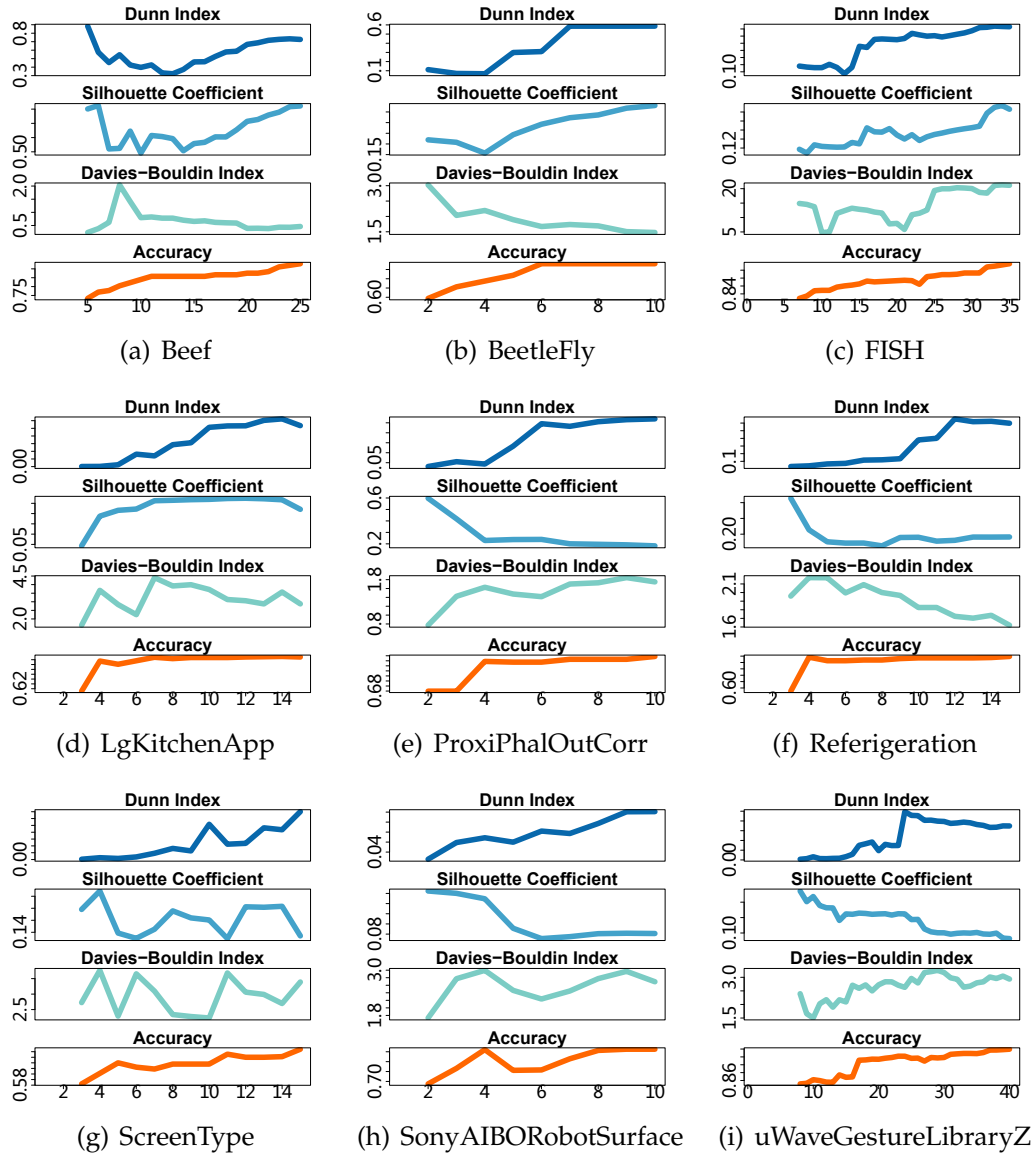 Dunn Index
0.3 0.8
Silhouette Coefficient
0.50
Davies−Bouldin Index
0.5 2.0
Accuracy
0.75
5 10 15 20 25
(a) Beef
Dunn Index
0.1 0.6
Silhouette Coefficient
0.15
Davies−Bouldin Index
1.5 3.0
Accuracy
0.60
2 4 6 8 10
(b) BeetleFly
Dunn Index
0.10
Silhouette Coefficient
0.12
Davies−Bouldin Index
5 20
Accuracy
0.84
0 5 10 15 20 25 30 35
(c) FISH
Dunn Index
0.00
Silhouette Coefficient
0.05
Davies−Bouldin Index
2.0 4.5
Accuracy
0.62
2 4 6 8 10 12 14
(d) LgKitchenApp
Dunn Index
0.05
Silhouette Coefficient
0.2 0.6
Davies−Bouldin Index
0.8 1.8
Accuracy
0.68
2 4 6 8 10
(e) ProxiPhalOutCorr
Dunn Index
0.1
Silhouette Coefficient
0.20
Davies−Bouldin Index
1.6 2.1
Accuracy
0.60
2 4 6 8 10 12 14
(f) Referigeration
Dunn Index
0.00
Silhouette Coefficient
0.14
Davies−Bouldin Index
2.5
Accuracy
0.58
2 4 6 8 10 12 14
(g) ScreenType
Dunn Index
0.04
Silhouette Coefficient
0.08
Davies−Bouldin Index
1.8 3.0
Accuracy
0.70
2 4 6 8 10
(h) SonyAIBORobotSurface
Dunn Index
0.00
Silhouette Coefficient
0.10
Davies−Bouldin Index
1.5 3.0
Accuracy
0.86
0 10 20 30 40
(i) uWaveGestureLibraryZ